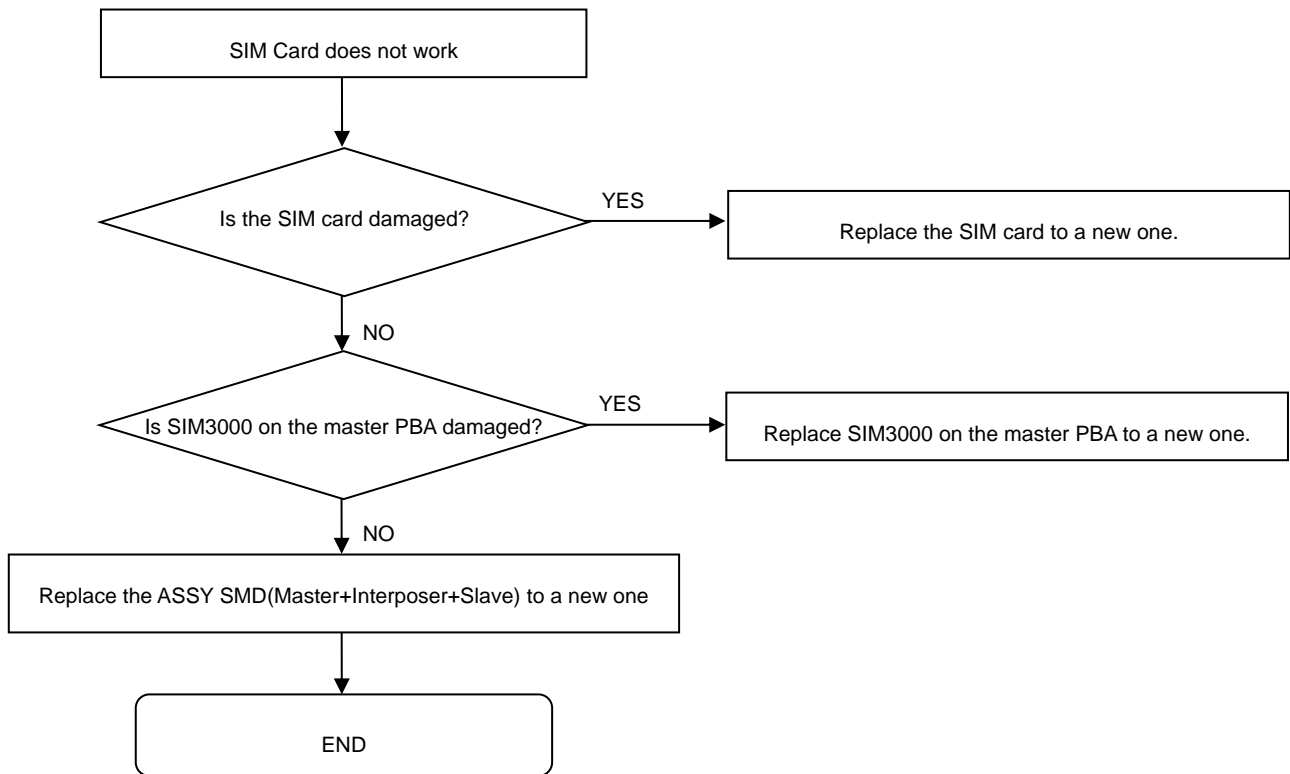 SIM Card does not work
YES
Is the SIM card damaged?
Replace the SIM card to a new one.
NO
YES
Is SIM3000 on the master PBA damaged?
Replace SIM3000 on the master PBA to a new one.
NO
Replace the ASSY SMD(Master+Interposer+Slave) to a new one
END